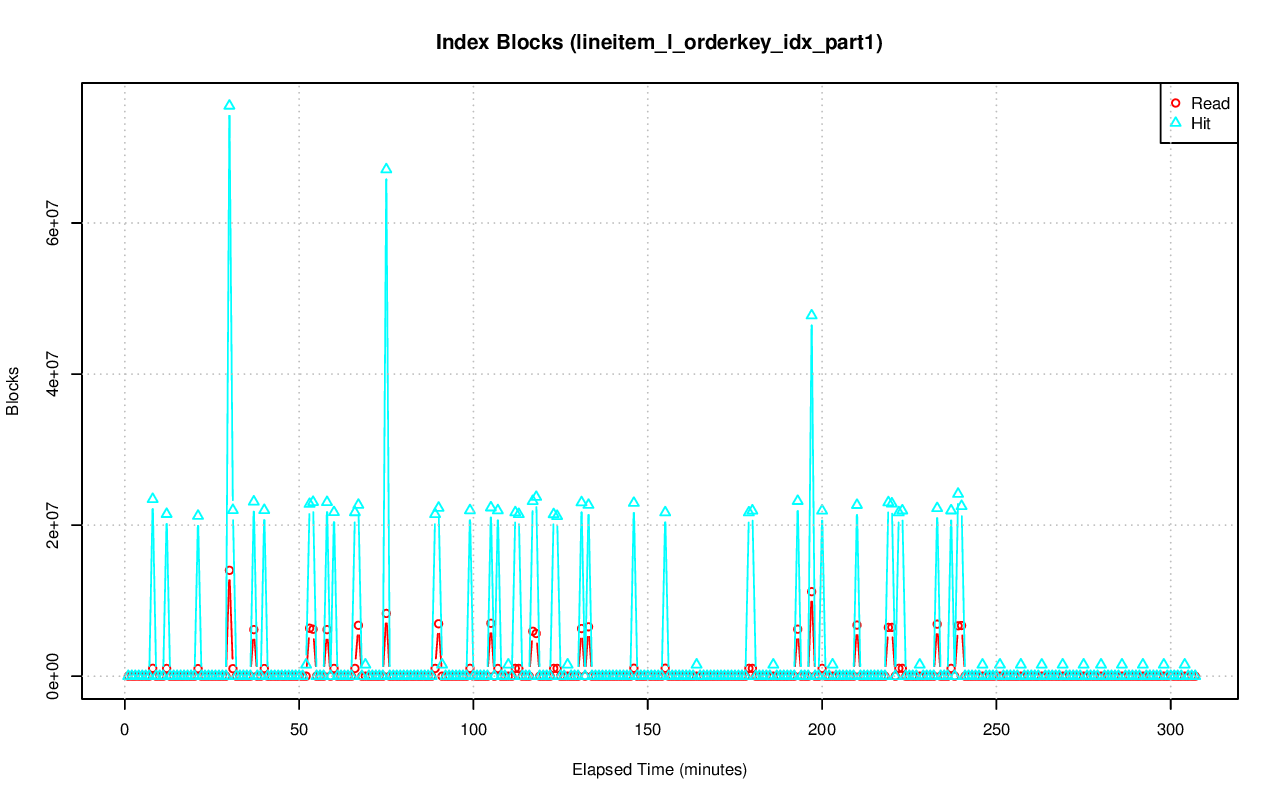 Index Blocks (lineitem_l_orderkey_idx_part1)
Read
Hit
Blocks
6e+07
4e+07
2e+07
0e+00
0 50 100 150 200 250 300
Elapsed Time (minutes)